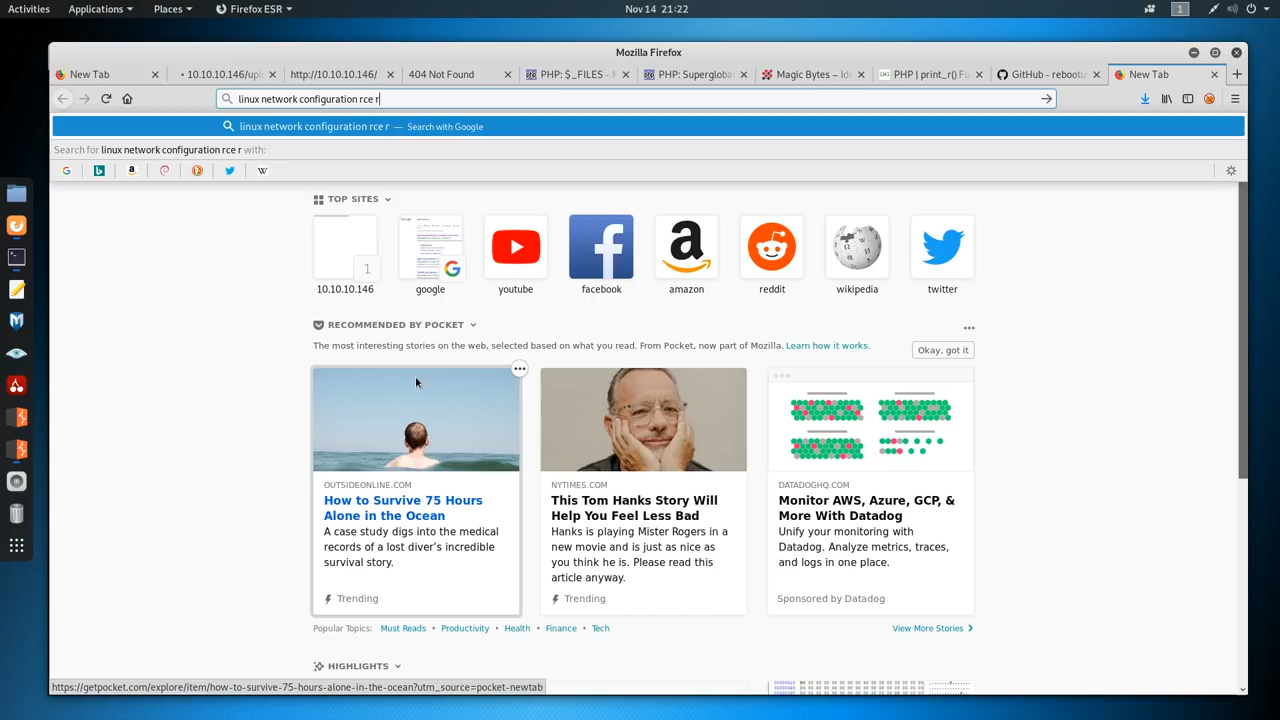 Activities Applications Places Firefox ESR Nov 14 21:22 1
Mozilla Firefox
New Tab 10.10.10.146/upl http://10.10.10.146/ 404 Not Found PHP: $_FILES - M PHP: Superglobal Magic Bytes – Ide PHP | print_r() Fu GitHub - rebootu New Tab
linux network configuration rce r
linux network configuration rce r — Search with Google
Search for linux network configuration rce r with:
TOP SITES
1
10.10.10.146 google youtube facebook amazon reddit wikipedia twitter
RECOMMENDED BY POCKET
The most interesting stories on the web, selected based on what you read. From Pocket, now part of Mozilla. Learn how it works. Okay, got it
OUTSIDEONLINE.COM
How to Survive 75 Hours
Alone in the Ocean
A case study digs into the medical
records of a lost diver’s incredible
survival story.
Trending
NYTIMES.COM
This Tom Hanks Story Will
Help You Feel Less Bad
Hanks is playing Mister Rogers in a
new movie and is just as nice as
you think he is. Please read this
article anyway.
Trending
DATADOGHQ.COM
Monitor AWS, Azure, GCP, &
More With Datadog
Unify your monitoring with
Datadog. Analyze metrics, traces,
and logs in one place.
Sponsored by Datadog
Popular Topics: Must Reads • Productivity • Health • Finance • Tech View More Stories
HIGHLIGHTS
https://getpocket.com/explore/item/how-to-survive-75-hours-alone-in-the-ocean?utm_source=pocket-newtab